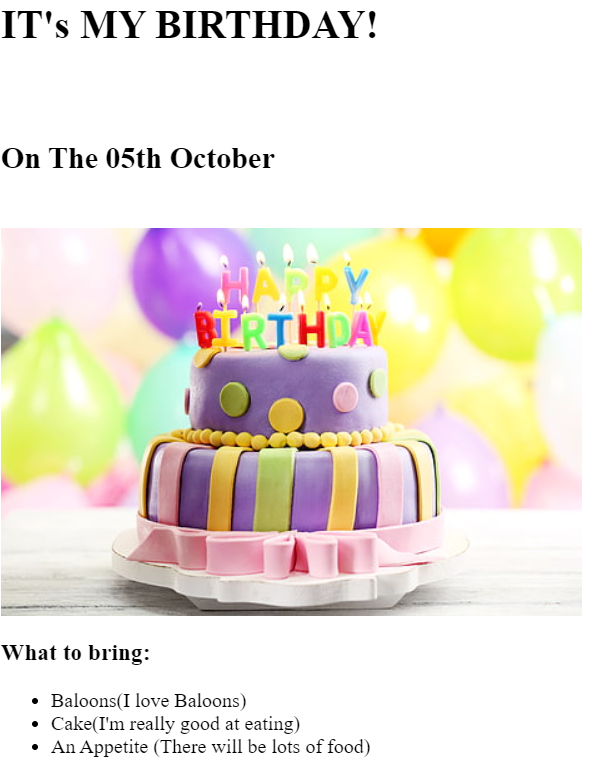 IT's MY BIRTHDAY!
On The 05th October
HAPPY
BIRTHDAY
What to bring:
Baloons(I love Baloons)
Cake(I'm really good at eating)
An Appetite (There will be lots of food)